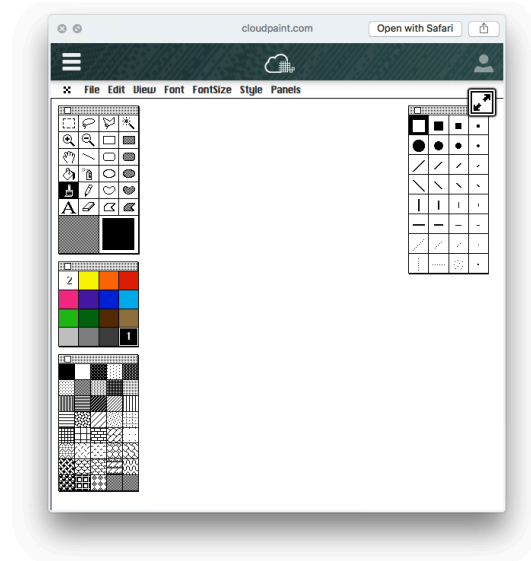 cloudpaint.com
Open with Safari
File Edit View Font FontSize Style Panels
A
2
1